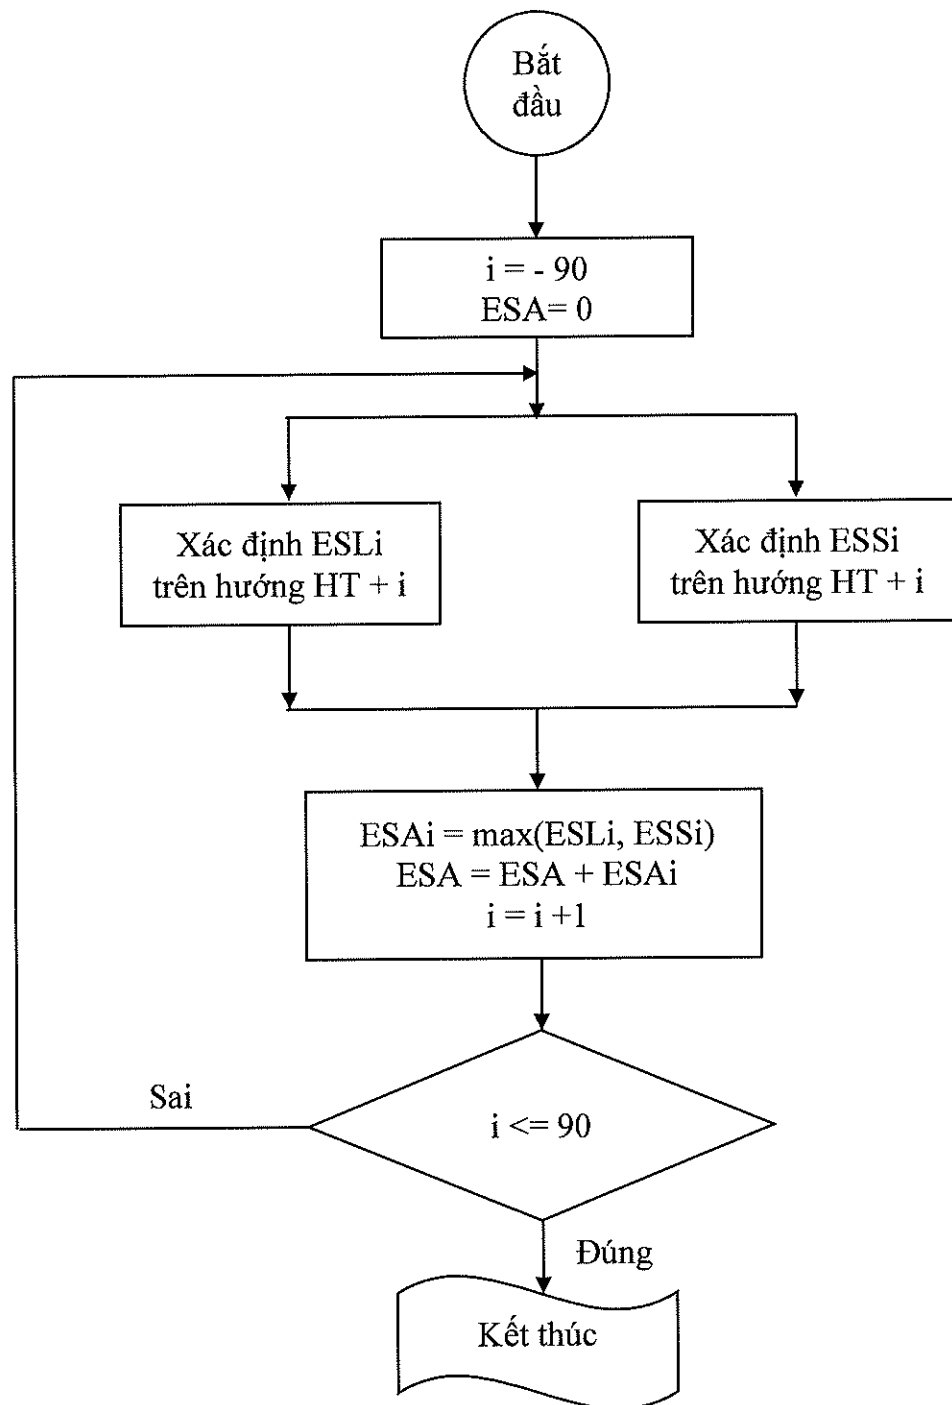 Bắt
đầu
i = - 90
ESA= 0
Xác định ESLi
trên hướng HT + i
Xác định ESSi
trên hướng HT + i
ESAi = max(ESLi, ESSi)
ESA = ESA + ESAi
i = i +1
Sai
i <= 90
Đúng
Kết thúc